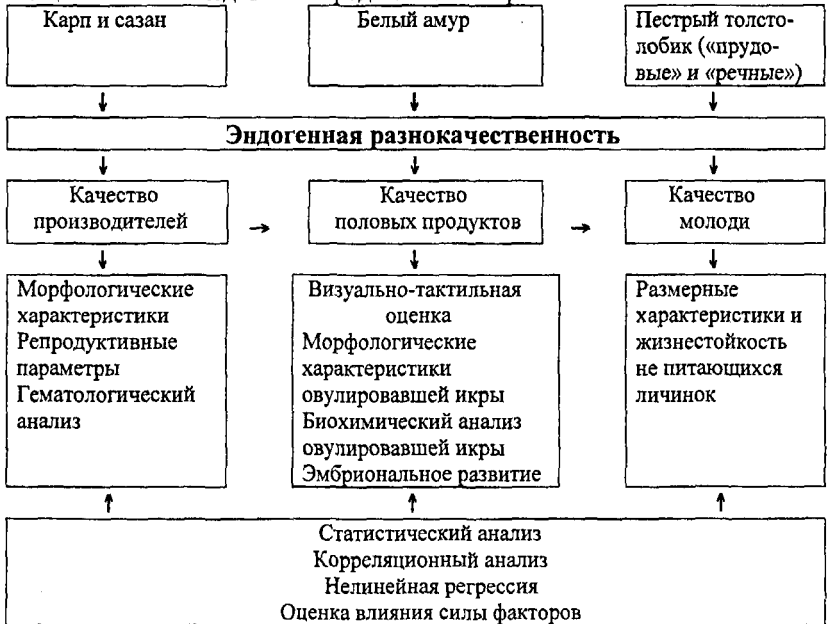 Карп и сазан
Белый амур
Пестрый толсто-
лобик («прудо-
вые» и «речные»)
Эндогенная разнокачественность
Качество
производителей
Качество
половых продуктов
Качество
молоди
Морфологические
характеристики
Репродуктивные
параметры
Гематологический
анализ
Визуально-тактильная
оценка
Морфологические
характеристики
овулировавшей икры
Биохимический анализ
овулировавшей икры
Эмбриональное развитие
Размерные
характеристики и
жизнестойкость
не питающихся
личинок
Статистический анализ
Корреляционный анализ
Нелинейная регрессия
Оценка влияния силы факторов